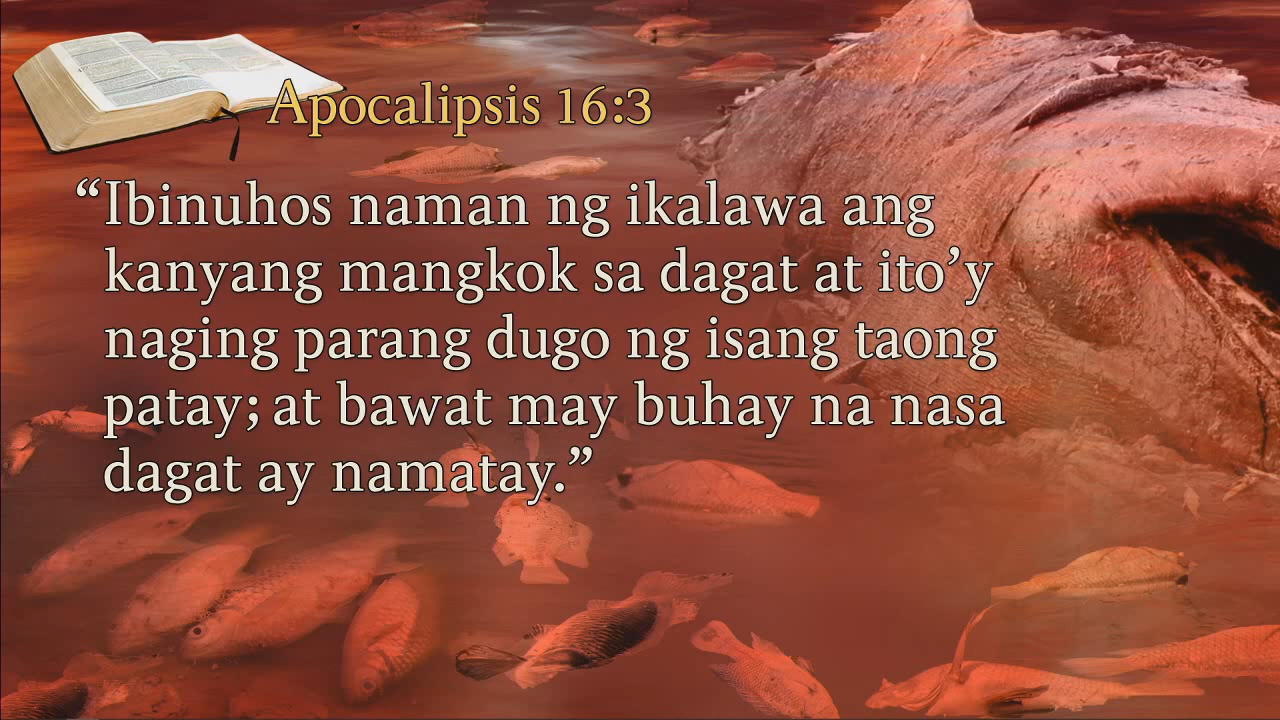 Apocalipsis 16:3
“Ibinuhos naman ng ikalawa ang
kanyang mangkok sa dagat at ito’y
naging parang dugo ng isang taong
patay; at bawat may buhay na nasa
dagat ay namatay.”